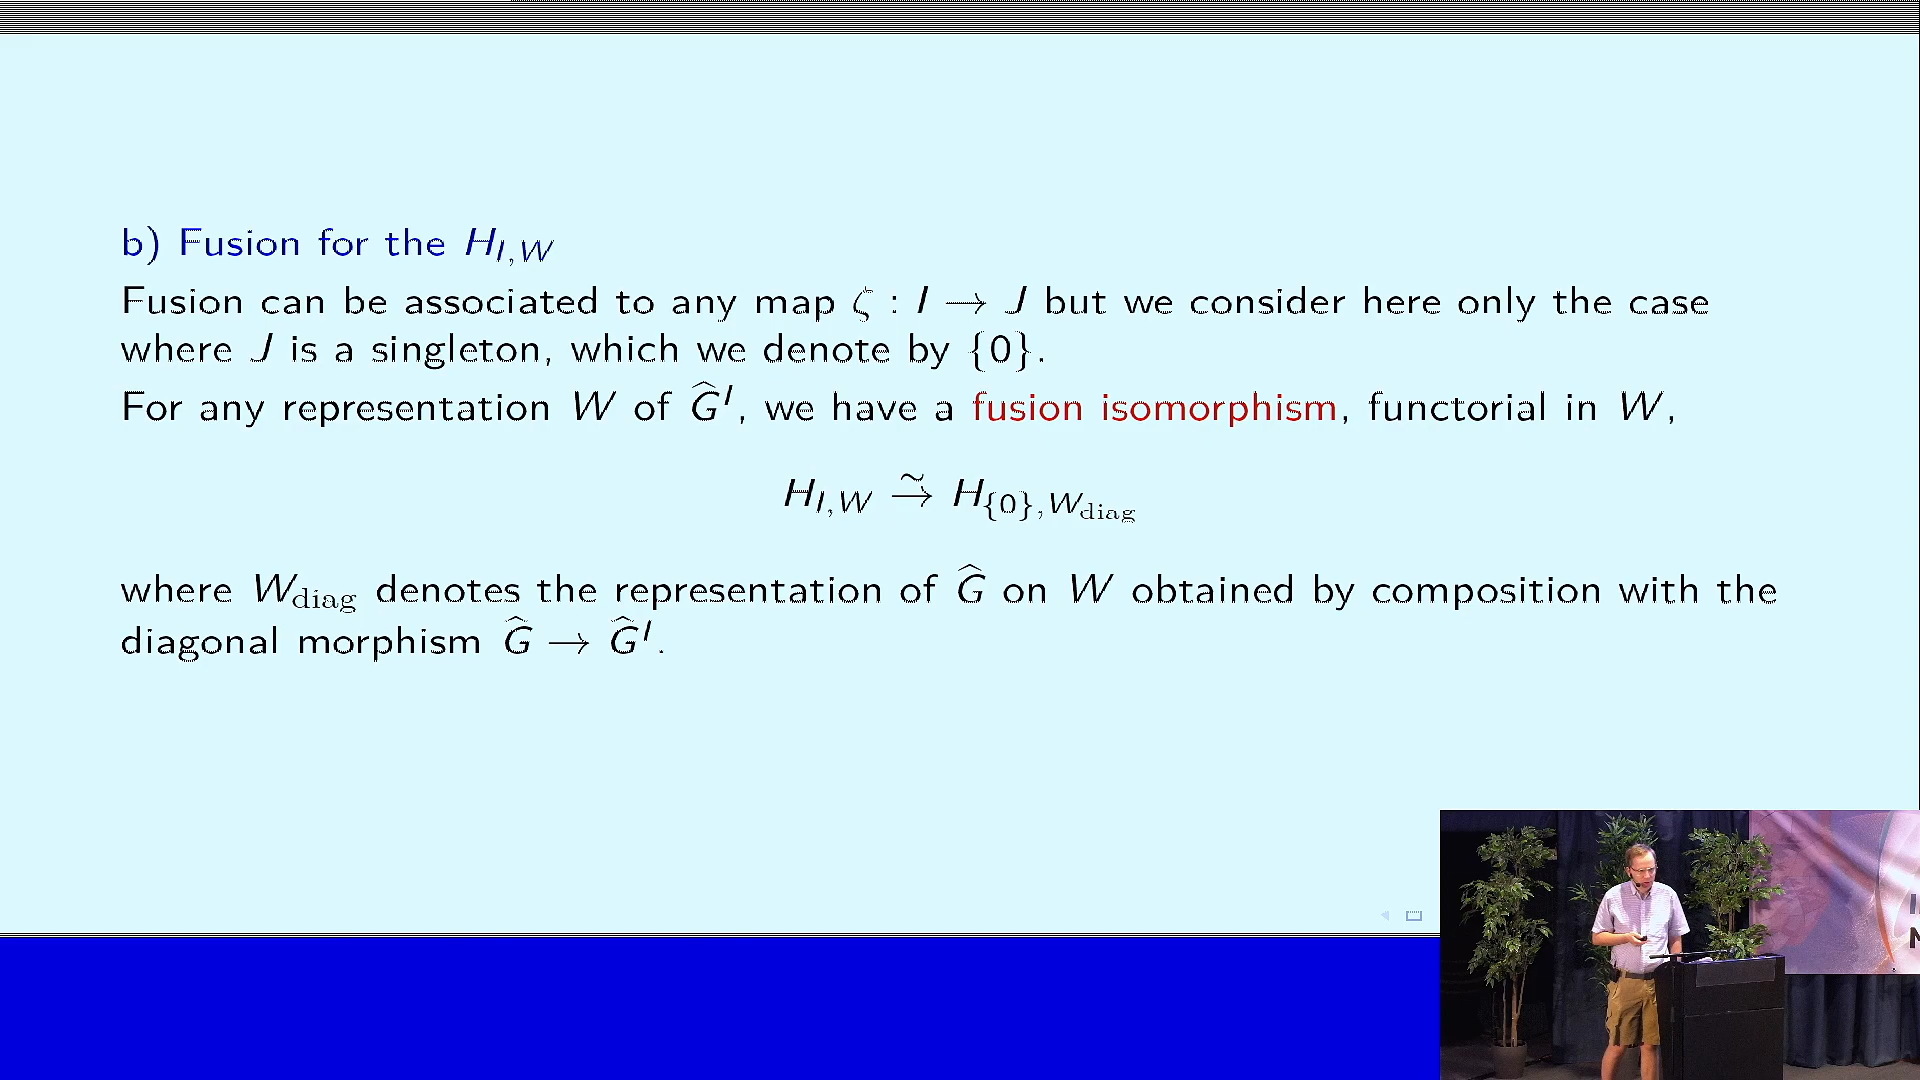 b) Fusion for the H_{I,W}
Fusion can be associated to any map ζ : I → J but we consider here only the case
where J is a singleton, which we denote by {0}.
For any representation W of Ĝ^I, we have a fusion isomorphism, functorial in W,
H_{I,W} ∼→ H_{{0},W_diag}
where W_diag denotes the representation of Ĝ on W obtained by composition with the
diagonal morphism Ĝ → Ĝ^I.